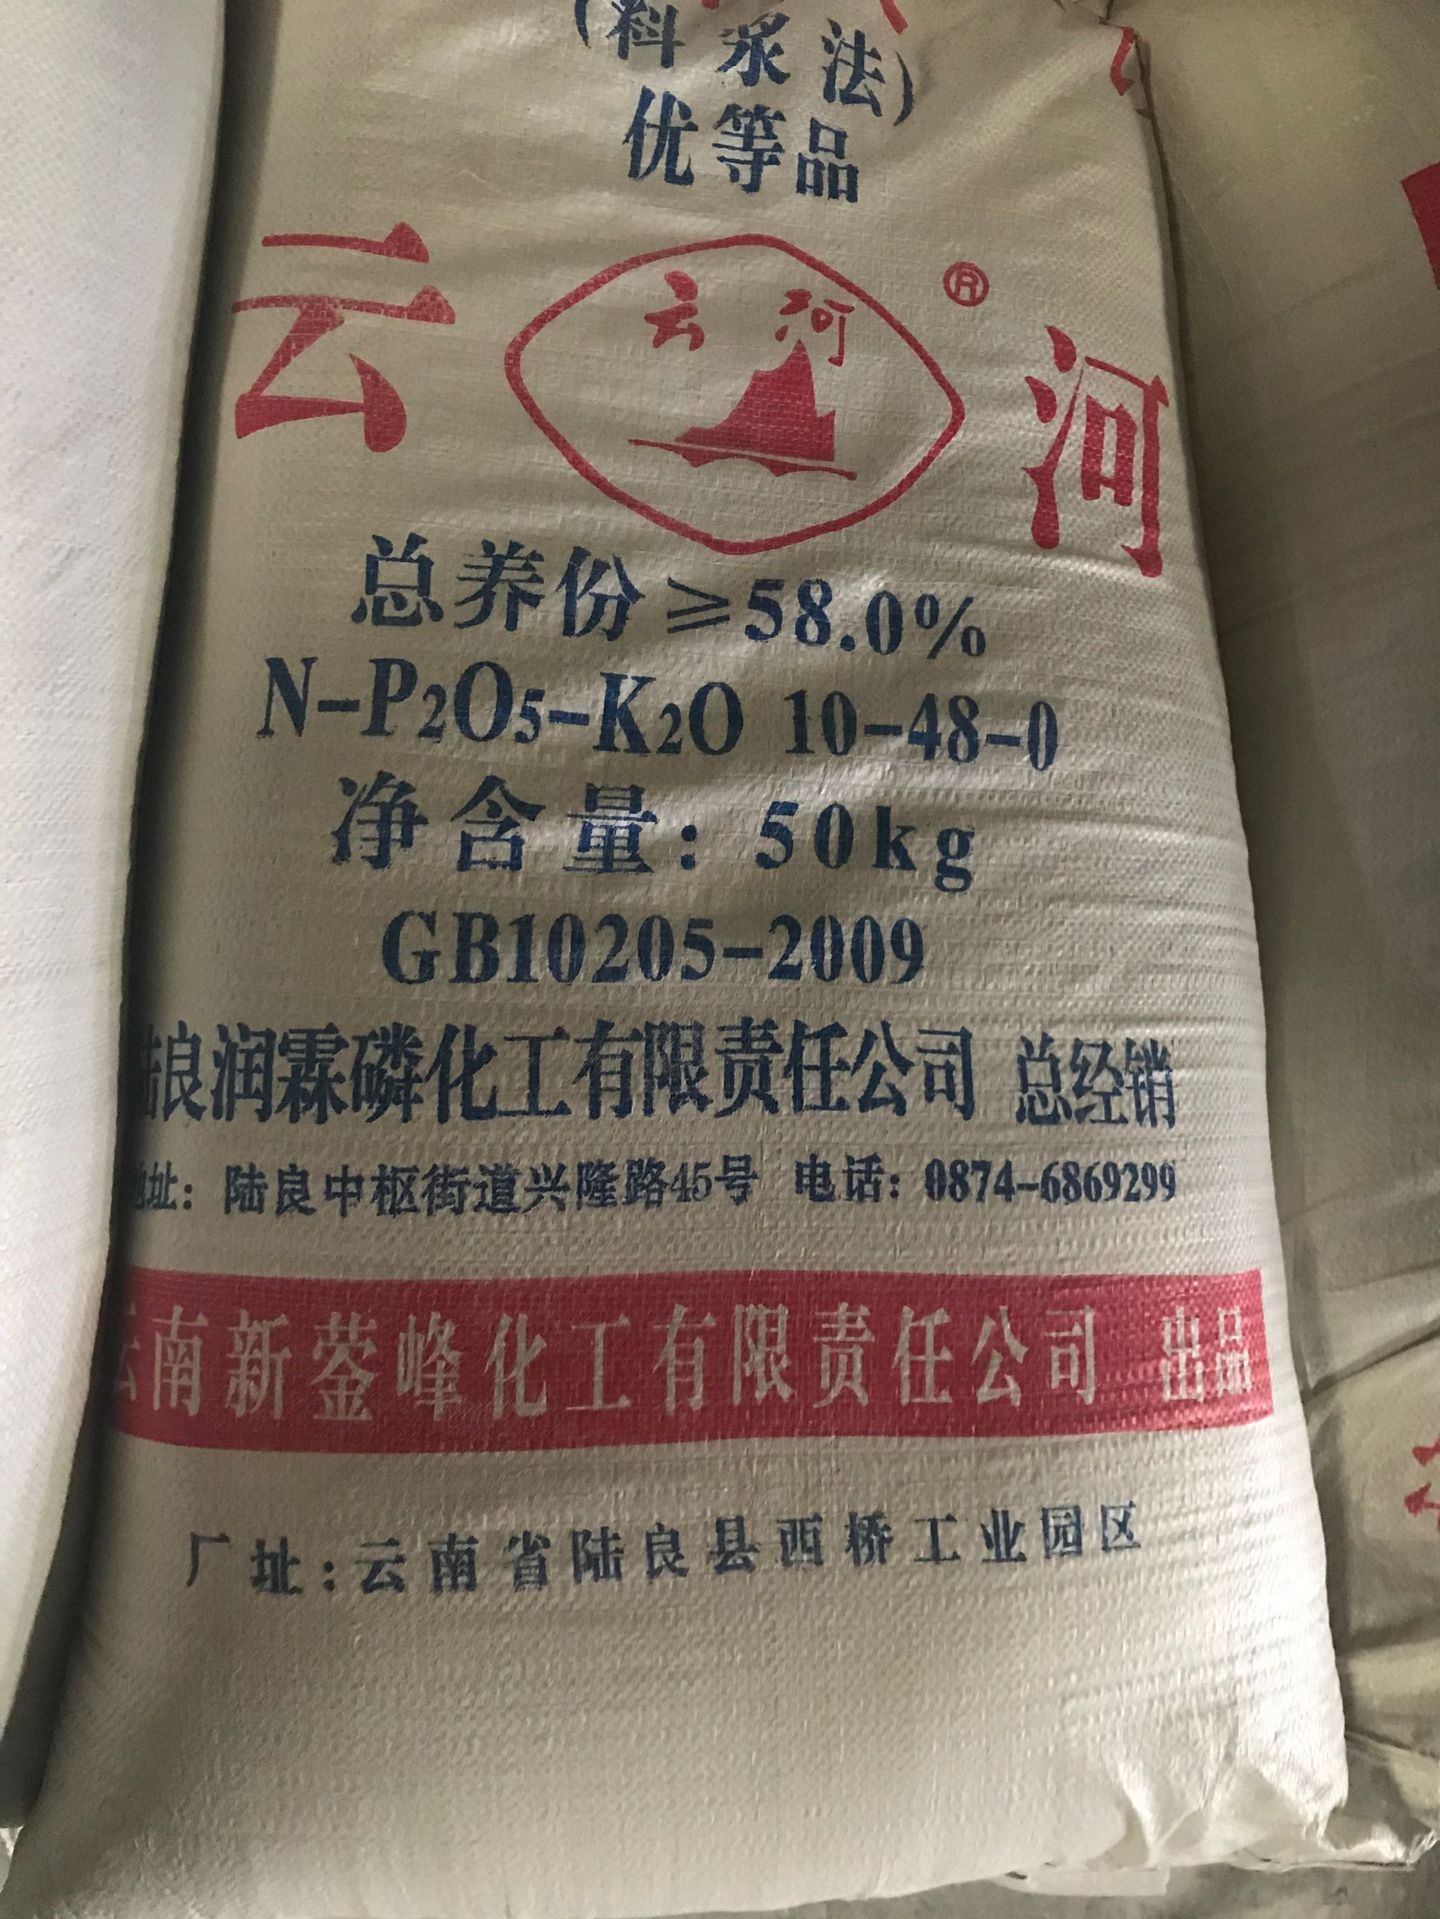 (料浆法)
优等品
云 云河 ® 河
总养份≥58.0%
N-P2O5-K2O 10-48-0
净含量：50kg
GB10205-2009
陆良润霖磷化工有限责任公司 总经销
地址：陆良中枢街道兴隆路45号 电话：0874-6869299
云南新蓥峰化工有限责任公司 出品
厂址：云南省陆良县西桥工业园区